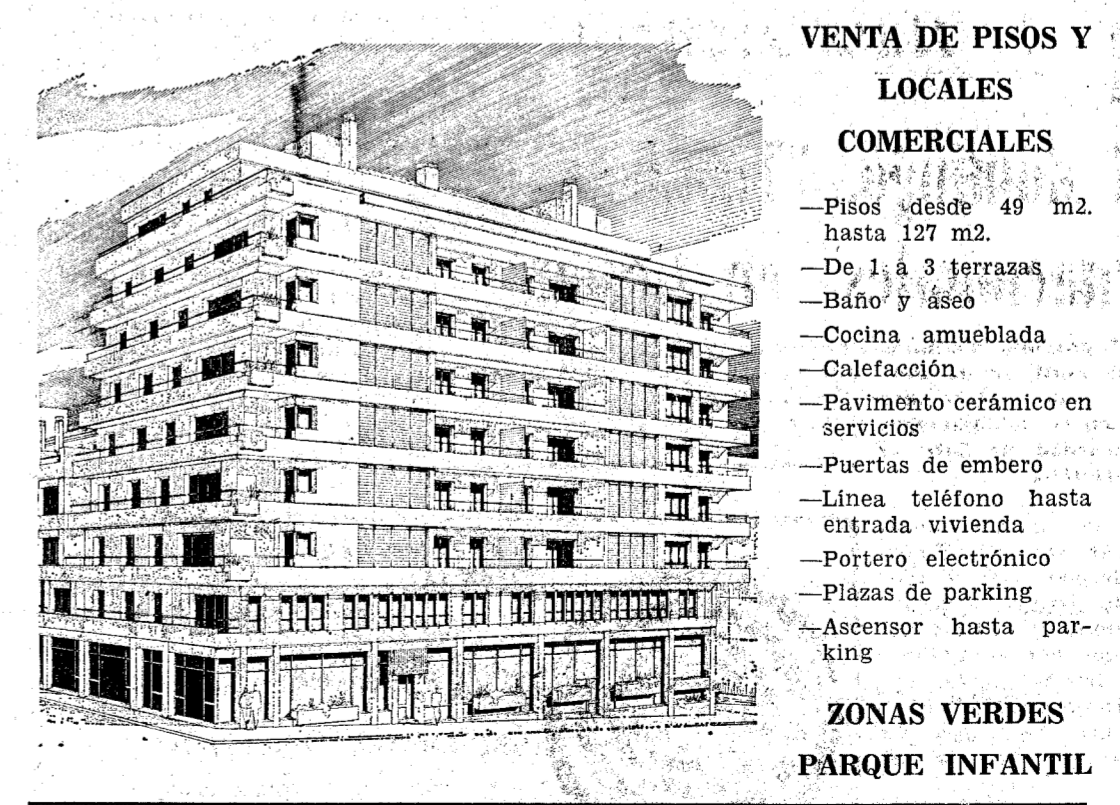 VENTA DE PISOS Y
LOCALES
COMERCIALES
—Pisos desde 49 m2.
hasta 127 m2.
—De 1 a 3 terrazas
—Baño y aseo
—Cocina amueblada
—Calefacción
—Pavimento cerámico en
servicios
—Puertas de embero
—Línea teléfono hasta
entrada vivienda
—Portero electrónico
—Plazas de parking
—Ascensor hasta par-
king
ZONAS VERDES
PARQUE INFANTIL